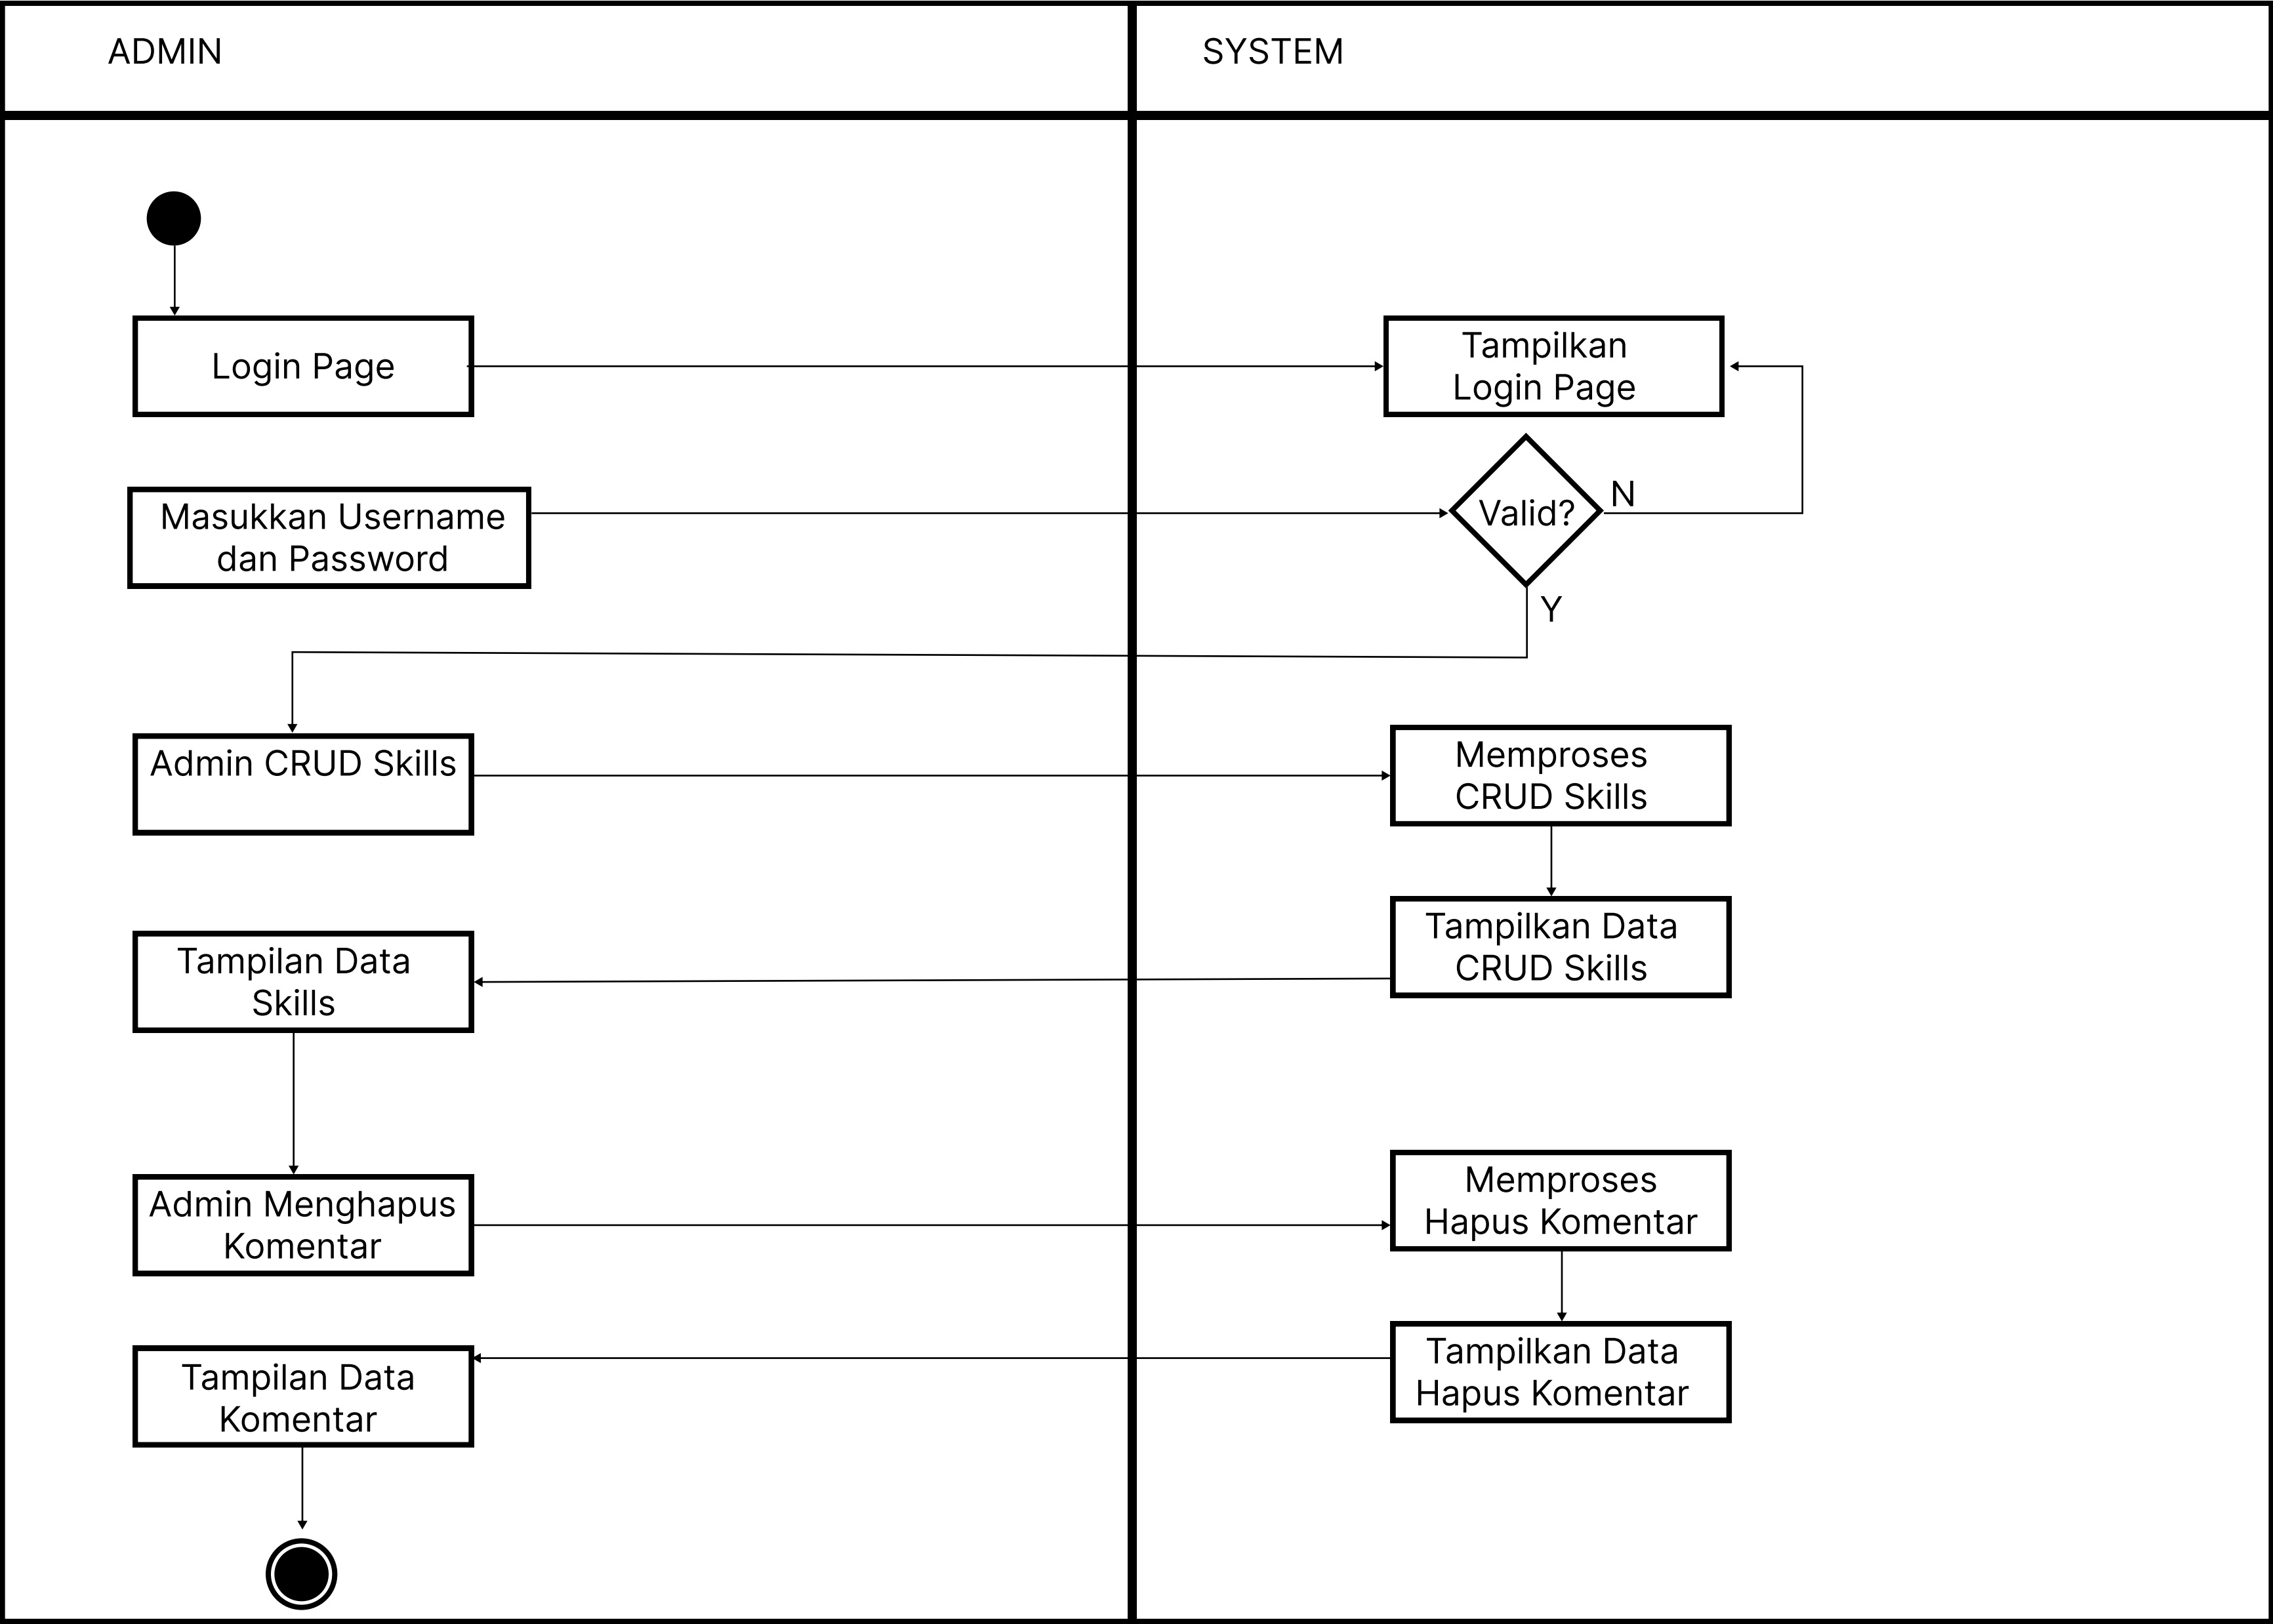 ADMIN
SYSTEM
Login Page
Tampilkan
Login Page
Masukkan Username
dan Password
Valid?
N
Y
Admin CRUD Skills
Memproses
CRUD Skills
Tampilkan Data
CRUD Skills
Tampilan Data
Skills
Admin Menghapus
Komentar
Memproses
Hapus Komentar
Tampilkan Data
Hapus Komentar
Tampilan Data
Komentar